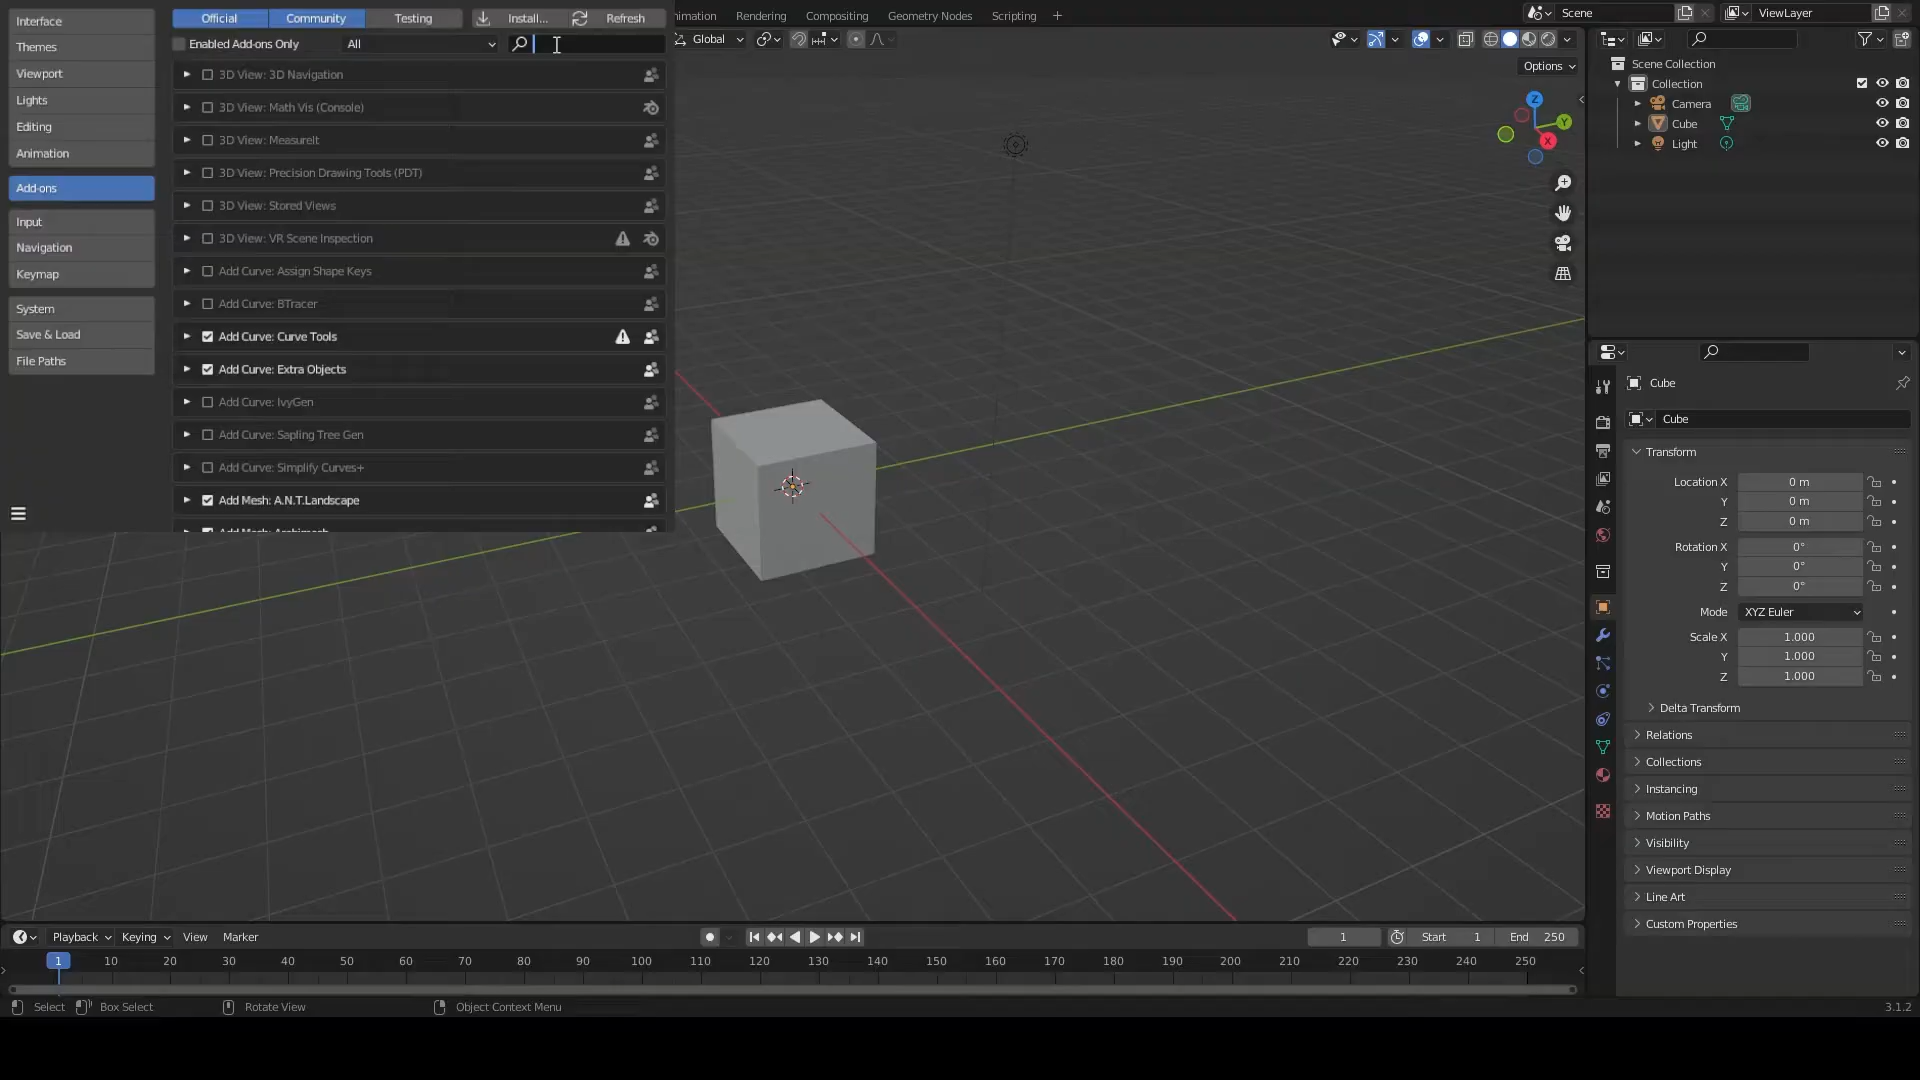 Interface
Themes
Viewport
Lights
Editing
Animation
Add-ons
Input
Navigation
Keymap
System
Save & Load
File Paths
Official Community Testing Install... Refresh
Enabled Add-ons Only All
3D View: 3D Navigation
3D View: Math Vis (Console)
3D View: MeasureIt
3D View: Precision Drawing Tools (PDT)
3D View: Stored Views
3D View: VR Scene Inspection
Add Curve: Assign Shape Keys
Add Curve: BTracer
Add Curve: Curve Tools
Add Curve: Extra Objects
Add Curve: IvyGen
Add Curve: Sapling Tree Gen
Add Curve: Simplify Curves+
Add Mesh: A.N.T.Landscape
Add Mesh: Archimesh
nimation Rendering Compositing Geometry Nodes Scripting +
Global
Options
Z
Y
X
Scene ViewLayer
Scene Collection
Collection
Camera
Cube
Light
Cube
Cube
Transform
Location X 0 m
Y 0 m
Z 0 m
Rotation X 0°
Y 0°
Z 0°
Mode XYZ Euler
Scale X 1.000
Y 1.000
Z 1.000
Delta Transform
Relations
Collections
Instancing
Motion Paths
Visibility
Viewport Display
Line Art
Custom Properties
Playback Keying View Marker 1 Start 1 End 250
1 10 20 30 40 50 60 70 80 90 100 110 120 130 140 150 160 170 180 190 200 210 220 230 240 250
Select Box Select Rotate View Object Context Menu 3.1.2